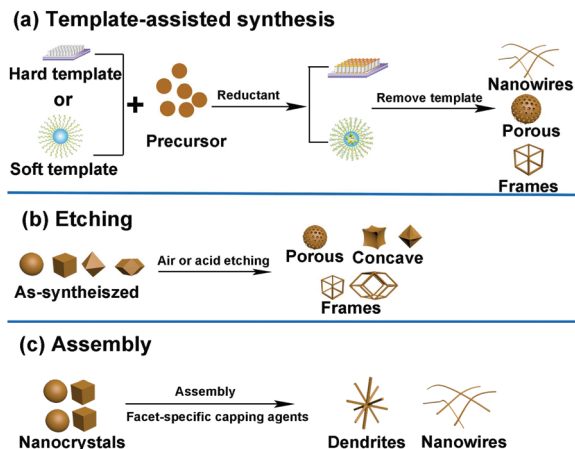 (a) Template-assisted synthesis
Hard template
or
Soft template
+
Precursor
Reductant
Remove template
Nanowires
Porous
Frames
(b) Etching
As-syntheiszed
Air or acid etching
Porous Concave
Frames
(c) Assembly
Nanocrystals
Assembly
Facet-specific capping agents
Dendrites Nanowires